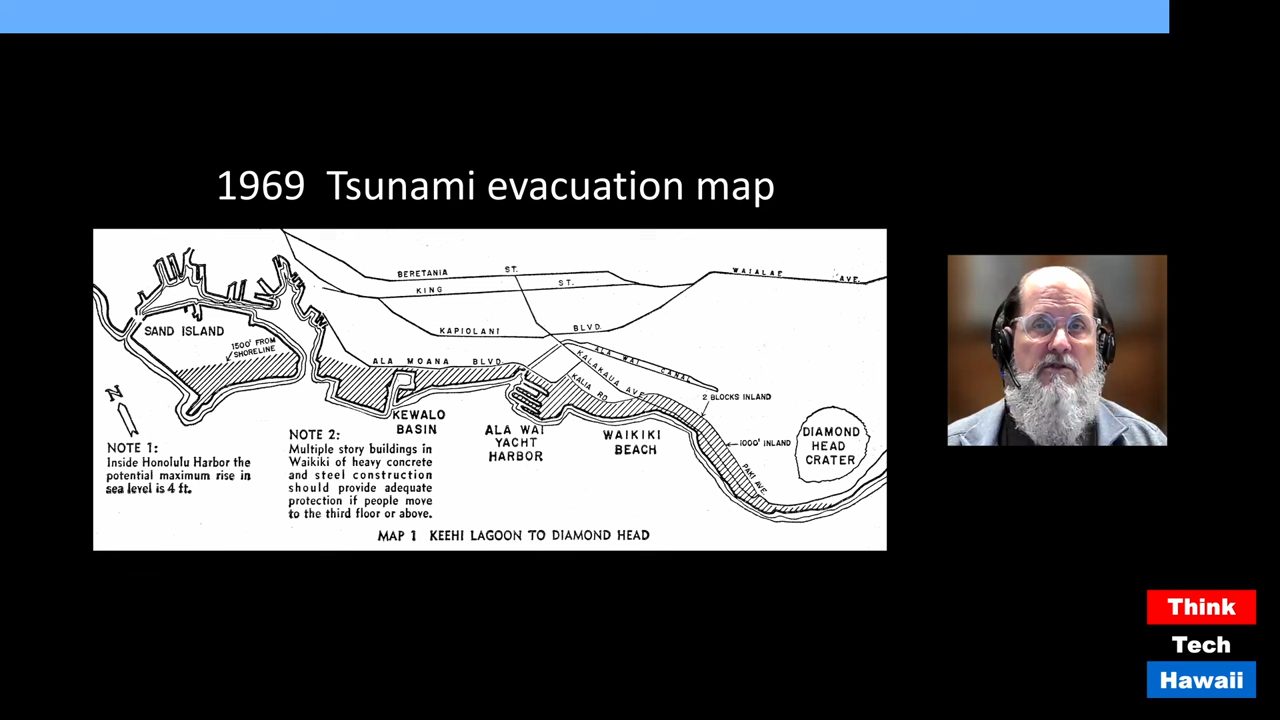 1969 Tsunami evacuation map
BERETANIA ST.
KING ST.
WAIALAE AVE.
SAND ISLAND
1500' FROM
SHORELINE
KAPIOLANI BLVD.
ALA MOANA BLVD.
ALA WAI CANAL
KALAKAUA AVE.
KALIA RD.
2 BLOCKS INLAND
1000' INLAND
PAKI AVE.
N
KEWALO
BASIN
ALA WAI
YACHT
HARBOR
WAIKIKI
BEACH
DIAMOND
HEAD
CRATER
NOTE 1:
Inside Honolulu Harbor the
potential maximum rise in
sea level is 4 ft.
NOTE 2:
Multiple story buildings in
Waikiki of heavy concrete
and steel construction
should provide adequate
protection if people move
to the third floor or above.
MAP 1 KEEHI LAGOON TO DIAMOND HEAD
Think
Tech
Hawaii